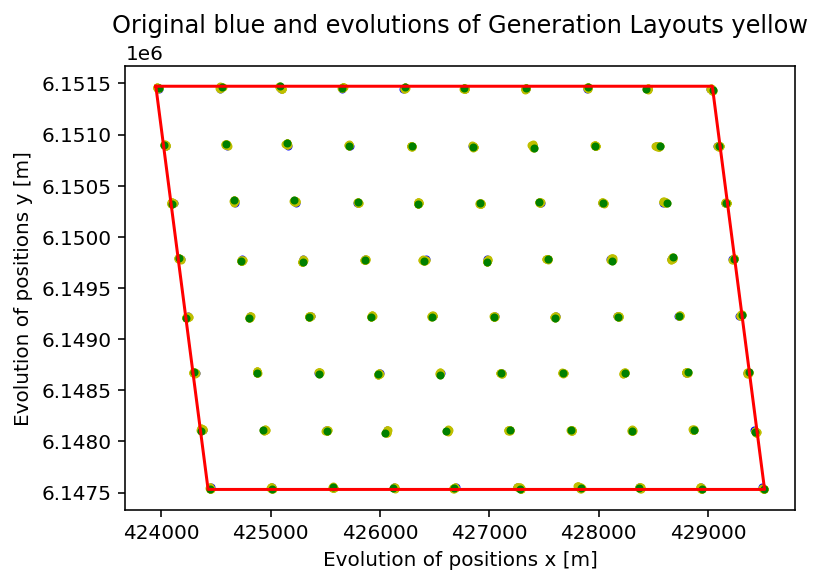 Original blue and evolutions of Generation Layouts yellow
1e6
6.1515
6.1510
6.1505
6.1500
6.1495
6.1490
6.1485
6.1480
6.1475
Evolution of positions y [m]
424000 425000 426000 427000 428000 429000
Evolution of positions x [m]